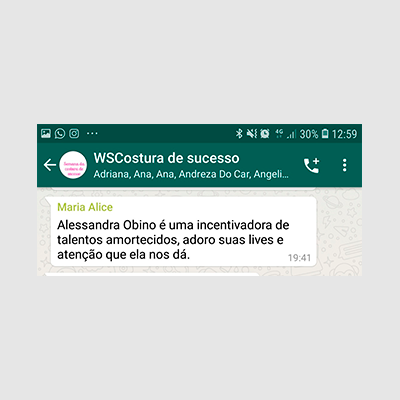 4G 30% 12:59
WSCostura de sucesso
Adriana, Ana, Ana, Andreza Do Car, Angeli...
Maria Alice
Alessandra Obino é uma incentivadora de
talentos amortecidos, adoro suas lives e
atenção que ela nos dá.
19:41